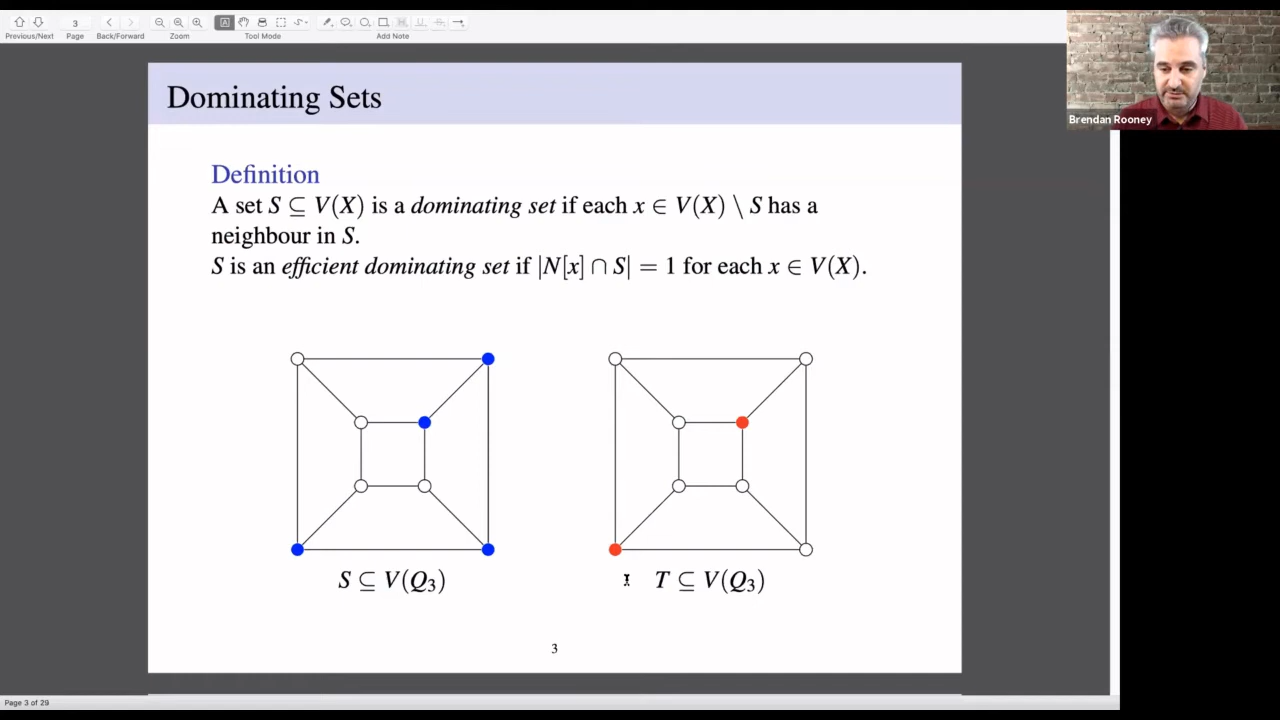 3
Previous/Next Page Back/Forward Zoom Tool Mode Add Note
Brendan Rooney
Dominating Sets
Definition
A set S ⊆ V(X) is a dominating set if each x ∈ V(X) \ S has a
neighbour in S.
S is an efficient dominating set if |N[x] ∩ S| = 1 for each x ∈ V(X).
S ⊆ V(Q₃) T ⊆ V(Q₃)
3
Page 3 of 29